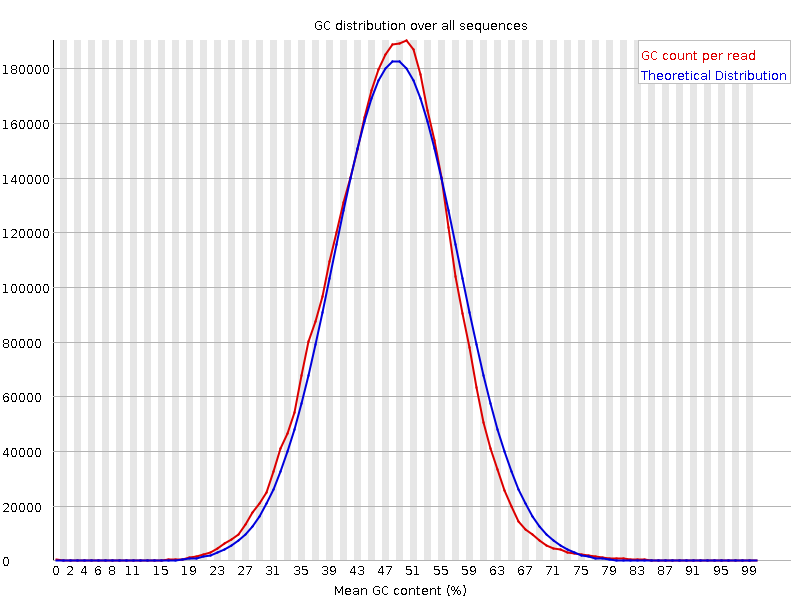 GC distribution over all sequences
GC count per read
Theoretical Distribution
180000
160000
140000
120000
100000
80000
60000
40000
20000
0
0 2 4 6 8 11 15 19 23 27 31 35 39 43 47 51 55 59 63 67 71 75 79 83 87 91 95 99
Mean GC content (%)